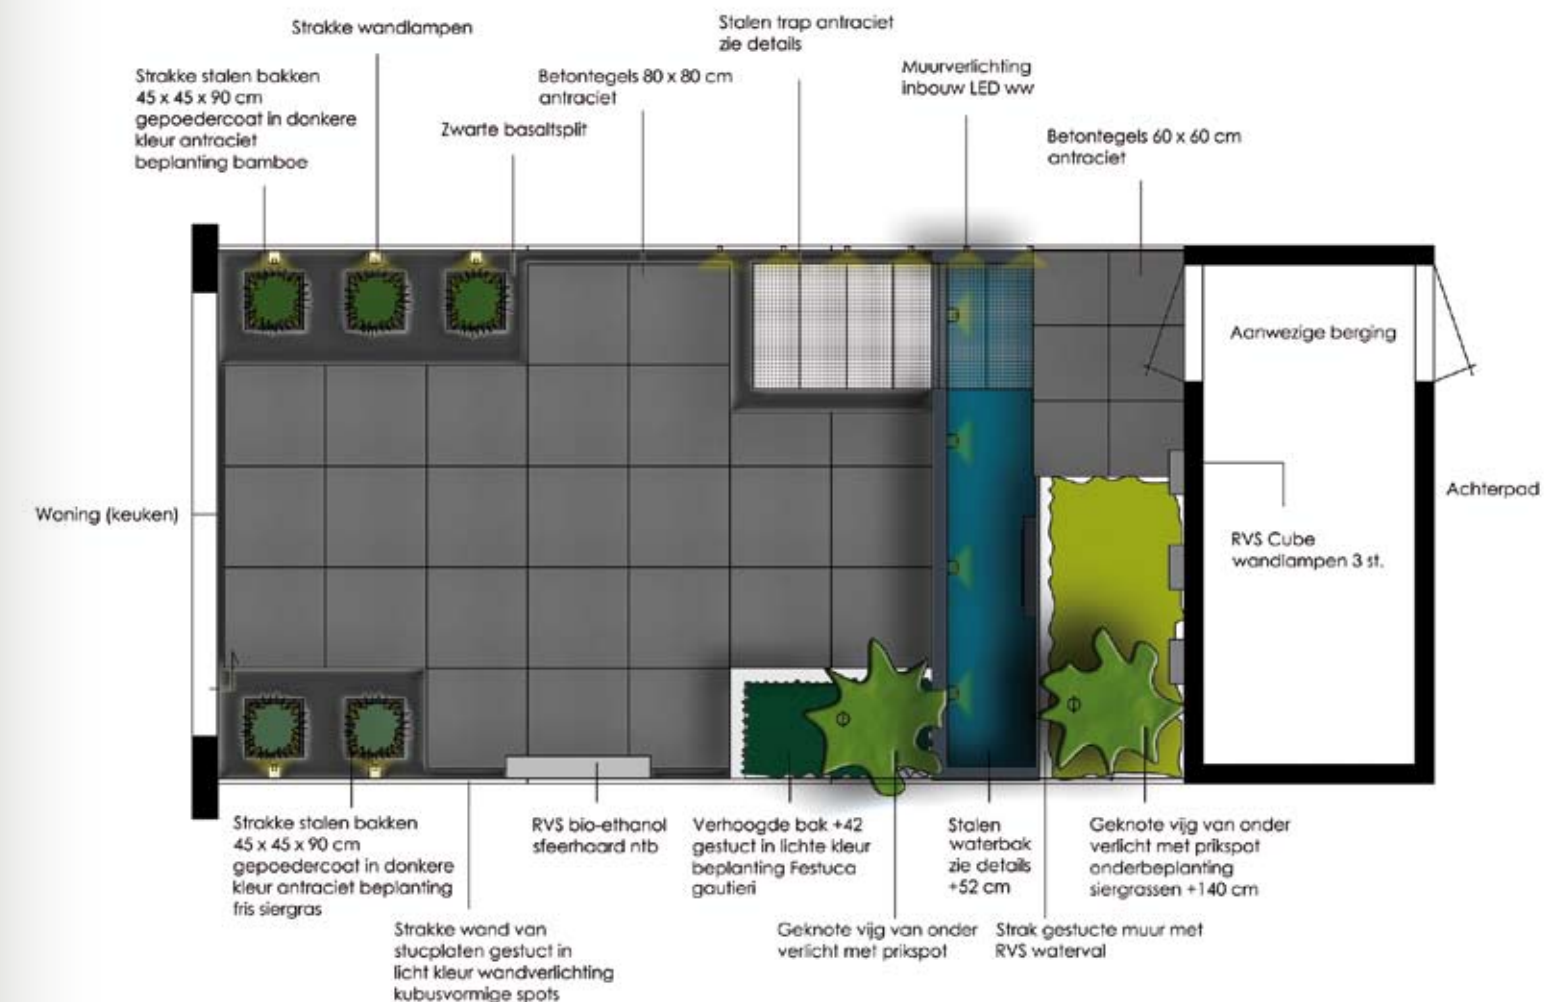 Strakke wandlampen
Stalen trap antraciet
zie details
Strakke stalen bakken
45 x 45 x 90 cm
gepoedercoat in donkere
kleur antraciet
beplanting bamboe
Betontegels 80 x 80 cm
antraciet
Zwarte basaltsplit
Muurverlichting
inbouw LED ww
Betontegels 60 x 60 cm
antraciet
Aanwezige berging
Woning (keuken)
Achterpad
RVS Cube
wandlampen 3 st.
Strakke stalen bakken
45 x 45 x 90 cm
gepoedercoat in donkere
kleur antraciet beplanting
fris siergras
RVS bio-ethanol
sfeerhaard ntb
Verhoogde bak +42
gestuct in lichte kleur
beplanting Festuca
gautieri
Stalen
waterbak
zie details
+52 cm
Geknote vijg van onder
verlicht met prikspot
onderbeplanting
siergrassen +140 cm
Strakke wand van
stucplaten gestuct in
licht kleur wandverlichting
kubusvormige spots
Geknote vijg van onder
verlicht met prikspot
Strak gestucte muur met
RVS waterval